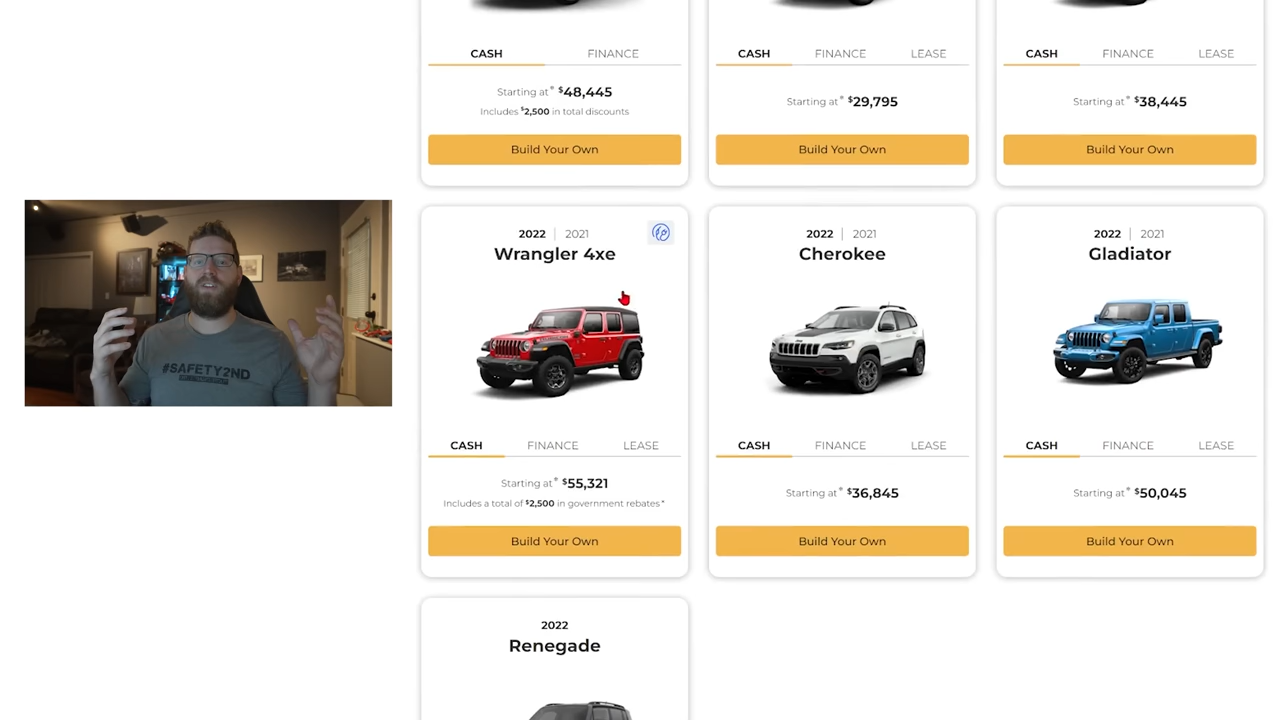 CASH FINANCE
Starting at* $48,445
Includes $2,500 in total discounts
Build Your Own
CASH FINANCE LEASE
Starting at* $29,795
Build Your Own
CASH FINANCE LEASE
Starting at* $38,445
Build Your Own
#SAFETY2ND
2022 | 2021
Wrangler 4xe
CASH FINANCE LEASE
Starting at* $55,321
Includes a total of $2,500 in government rebates*
Build Your Own
2022 | 2021
Cherokee
CASH FINANCE LEASE
Starting at* $36,845
Build Your Own
2022 | 2021
Gladiator
CASH FINANCE LEASE
Starting at* $50,045
Build Your Own
2022
Renegade